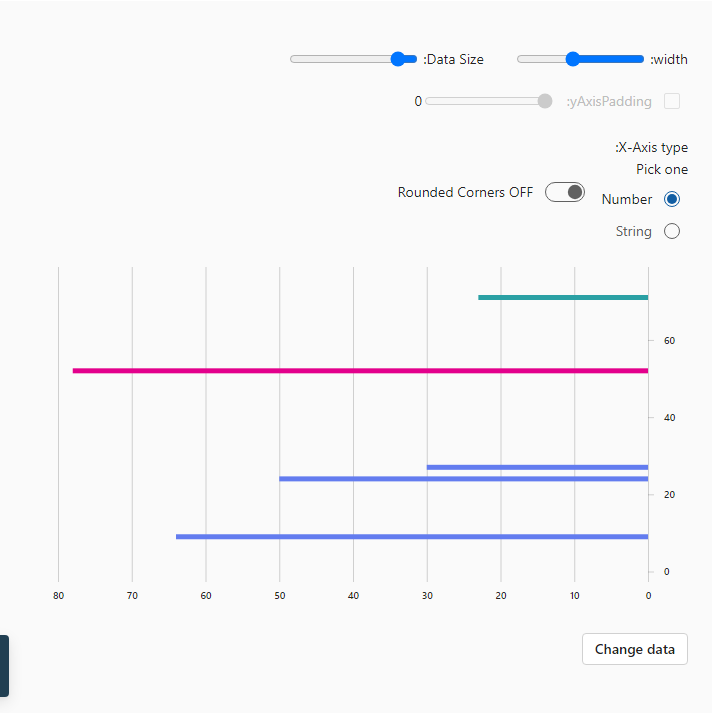 :width
:Data Size
:yAxisPadding
0
:X-Axis type
Pick one
Number
Rounded Corners OFF
String
60
40
20
0
80 70 60 50 40 30 20 10 0
Change data